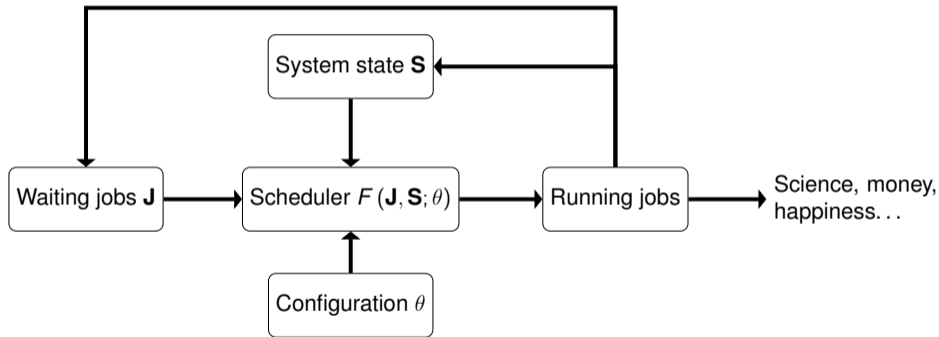 System state S
Waiting jobs J
Scheduler F (J, S; θ)
Running jobs
Science, money,
happiness...
Configuration θ